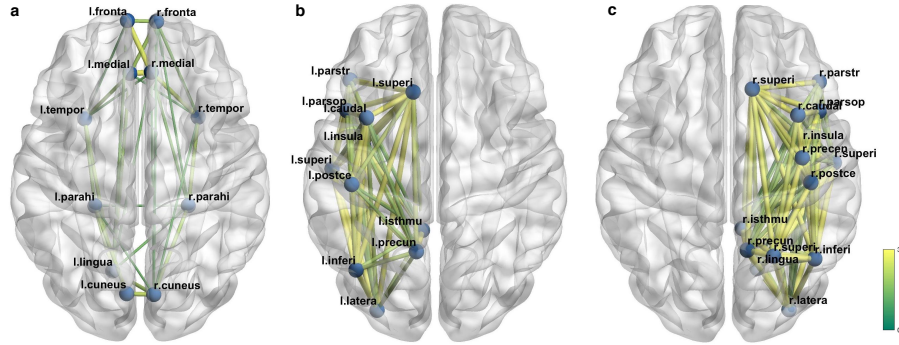 a
l.fronta
r.fronta
l.medial
r.medial
l.tempor
r.tempor
l.parahi
r.parahi
l.lingua
l.cuneus
r.cuneus
b
l.parstr
l.superi
l.parsop
l.caudal
l.insula
l.superi
l.postce
l.isthmu
l.precun
l.inferi
l.latera
c
r.superi
r.parstr
r.caudal
r.parsop
r.insula
r.precen
r.superi
r.postce
r.isthmu
r.precun
r.superi
r.inferi
r.lingua
r.latera